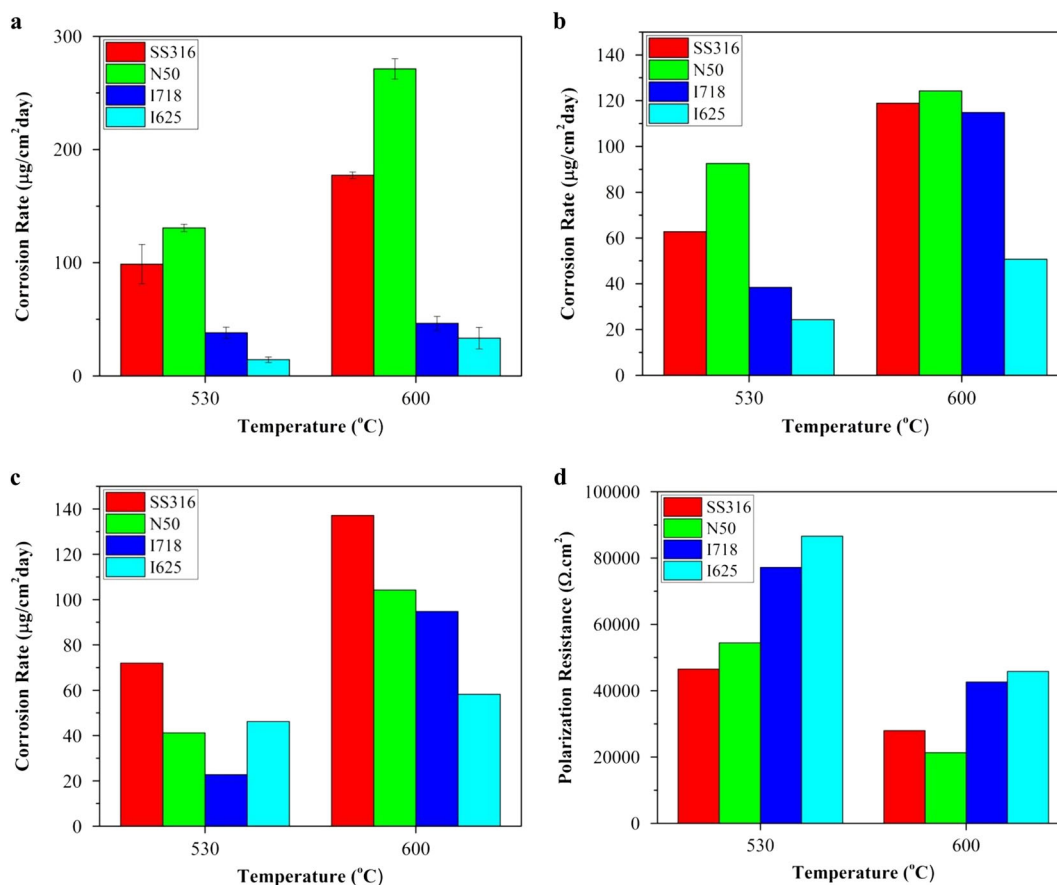 a
300
200
100
0
Corrosion Rate (μg/cm²day)
SS316
N50
I718
I625
530
600
Temperature (°C)
b
140
120
100
80
60
40
20
0
Corrosion Rate (μg/cm²day)
SS316
N50
I718
I625
530
600
Temperature (°C)
c
140
120
100
80
60
40
20
0
Corrosion Rate (μg/cm²day)
SS316
N50
I718
I625
530
600
Temperature (°C)
d
100000
80000
60000
40000
20000
0
Polarization Resistance (Ω.cm²)
SS316
N50
I718
I625
530
600
Temperature (°C)